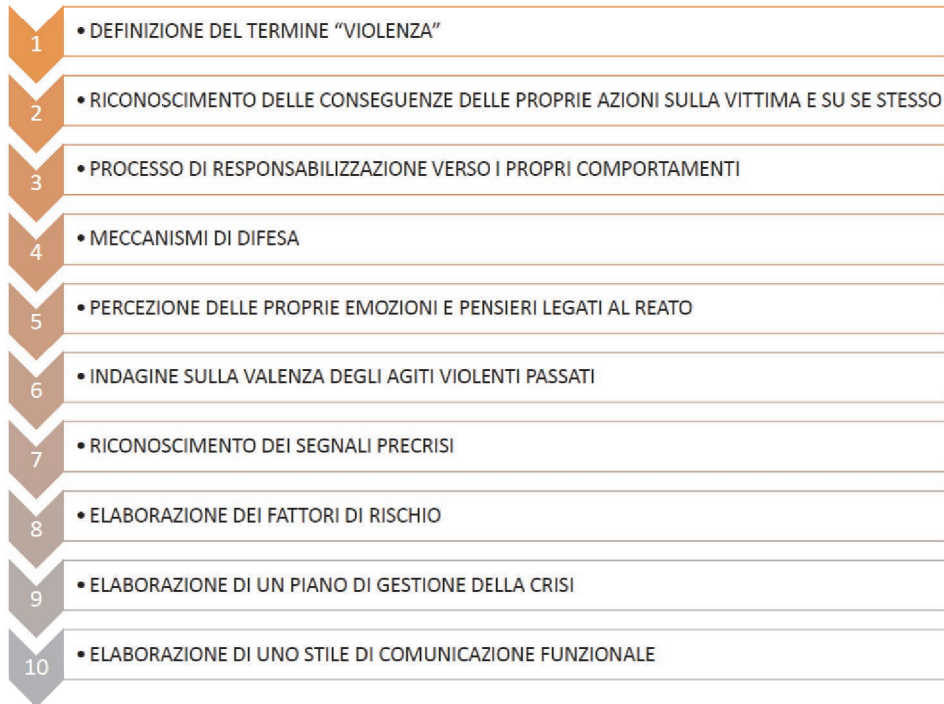 1 • DEFINIZIONE DEL TERMINE “VIOLENZA”
2 • RICONOSCIMENTO DELLE CONSEGUENZE DELLE PROPRIE AZIONI SULLA VITTIMA E SU SE STESSO
3 • PROCESSO DI RESPONSABILIZZAZIONE VERSO I PROPRI COMPORTAMENTI
4 • MECCANISMI DI DIFESA
5 • PERCEZIONE DELLE PROPRIE EMOZIONI E PENSIERI LEGATI AL REATO
6 • INDAGINE SULLA VALENZA DEGLI AGITI VIOLENTI PASSATI
7 • RICONOSCIMENTO DEI SEGNALI PRECRISI
8 • ELABORAZIONE DEI FATTORI DI RISCHIO
9 • ELABORAZIONE DI UN PIANO DI GESTIONE DELLA CRISI
10 • ELABORAZIONE DI UNO STILE DI COMUNICAZIONE FUNZIONALE